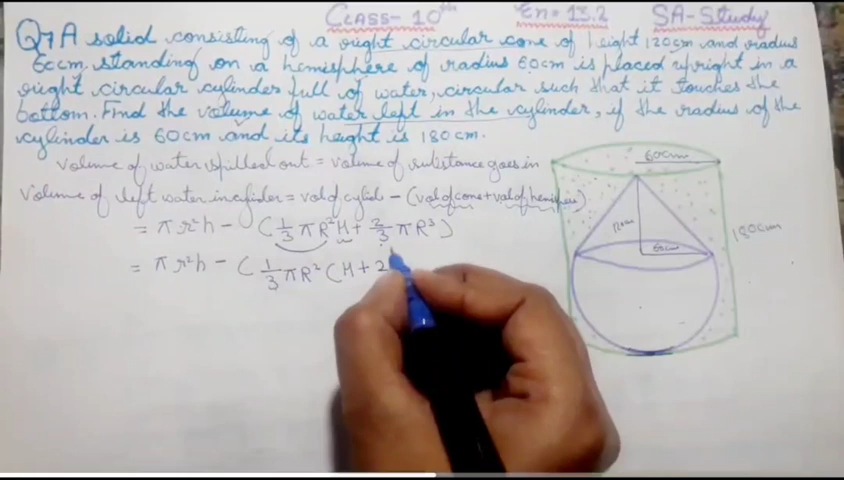 CLASS-10th En=13.2 SA-Study
Q7 A solid consisting of a right circular cone of height 120cm and radius
60cm standing on a hemisphere of radius 60cm is placed upright in a
right circular cylinder full of water, circular such that it touches the
bottom. Find the volume of water left in the cylinder, if the radius of the
cylinder is 60cm and its height is 180cm.
Volume of water spilled out = volume of substance goes in
Volume of left water in cylinder = vol of cylid - (vol of cone + vol of hemisphere)
= πr²h - (1/3 πR²H + 2/3 πR³)
= πr²h - (1/3 πR² (H + 2
60cm
120cm
60cm
180cm